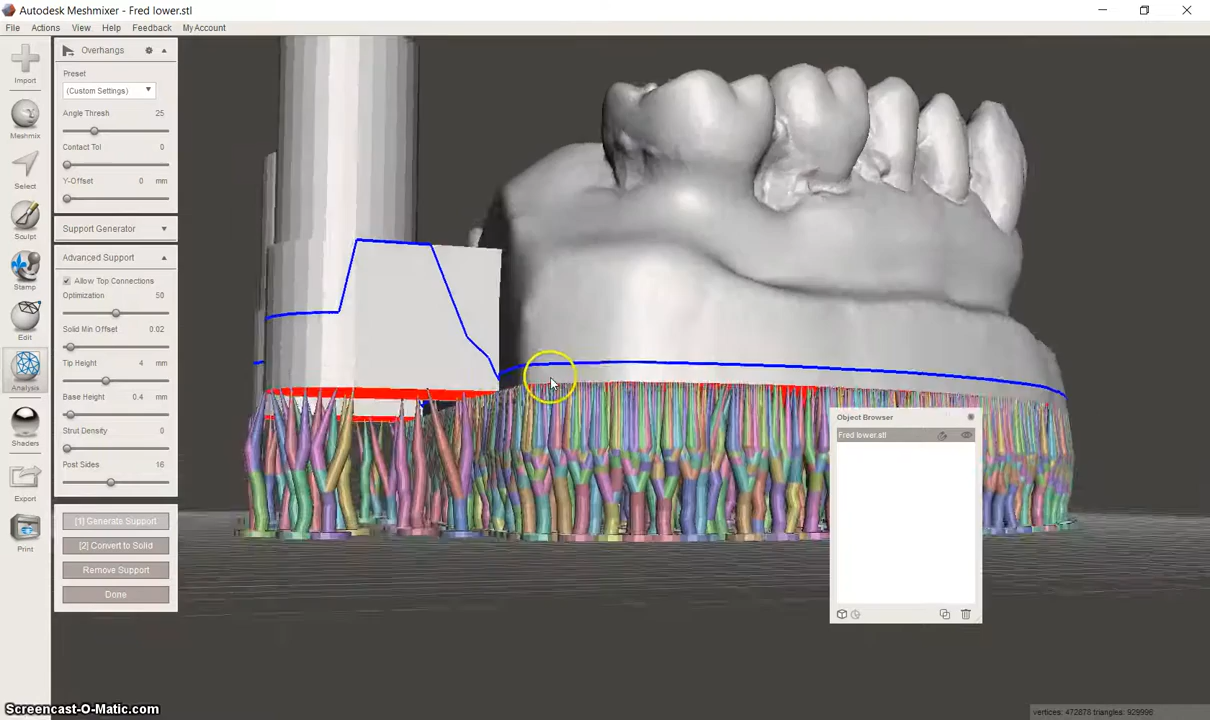 Autodesk Meshmixer - Fred lower.stl
File Actions View Help Feedback My Account
Import
Meshmix
Select
Sculpt
Stamp
Edit
Analysis
Shaders
Export
Print
Overhangs
Preset
(Custom Settings)
Angle Thresh 25
Contact Tol 0
Y-Offset 0 mm
Support Generator
Advanced Support
Allow Top Connections
Optimization 50
Solid Min Offset 0.02
Tip Height 4 mm
Base Height 0.4 mm
Strut Density 0
Post Sides 16
[1] Generate Support
[2] Convert to Solid
Remove Support
Done
Object Browser
Fred lower.stl
Screencast-O-Matic.com
vertices: 472878 triangles: 929996